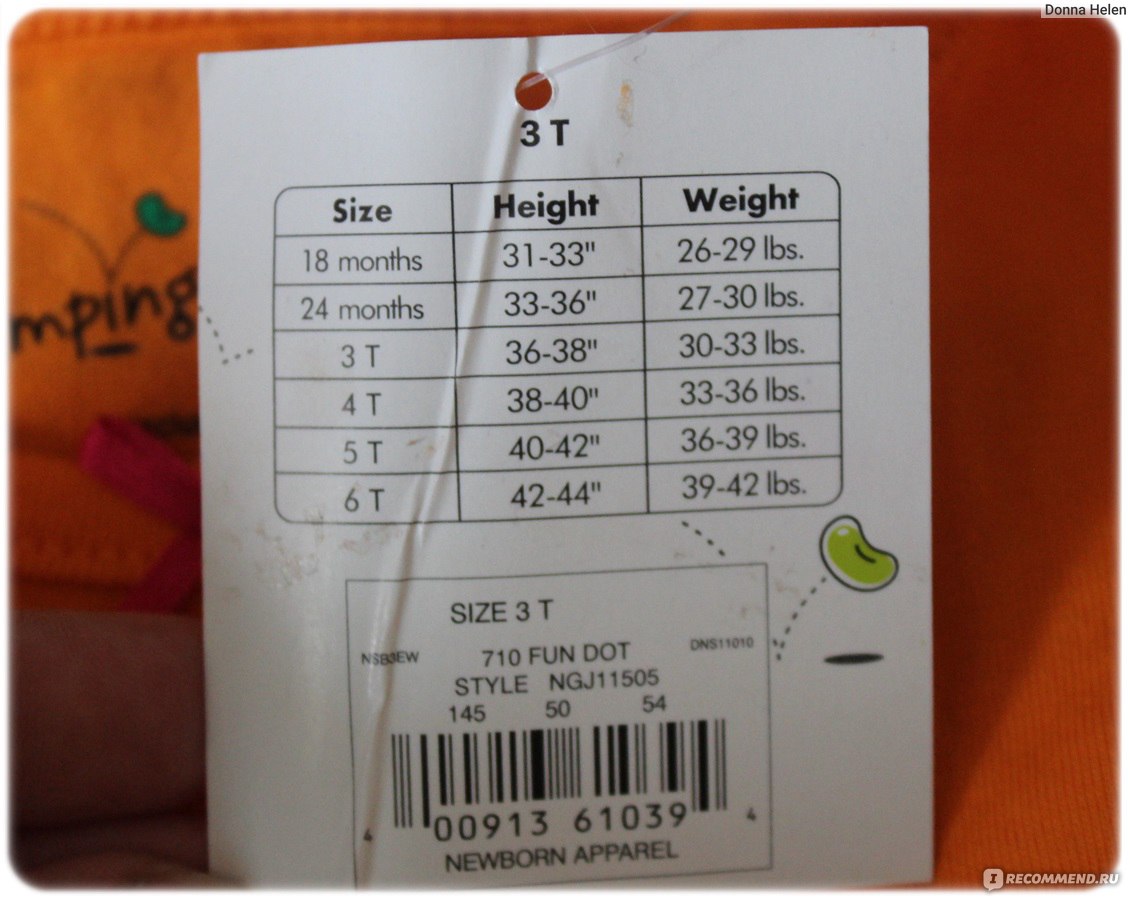 Donna Helen
3 T
Size Height Weight
18 months 31-33" 26-29 lbs.
24 months 33-36" 27-30 lbs.
3 T 36-38" 30-33 lbs.
4 T 38-40" 33-36 lbs.
5 T 40-42" 36-39 lbs.
6 T 42-44" 39-42 lbs.
mping
SIZE 3 T
NSB3EW 710 FUN DOT DNS11010
STYLE NGJ11505
145 50 54
4 00913 61039 4
NEWBORN APPAREL
IRECOMMEND.RU